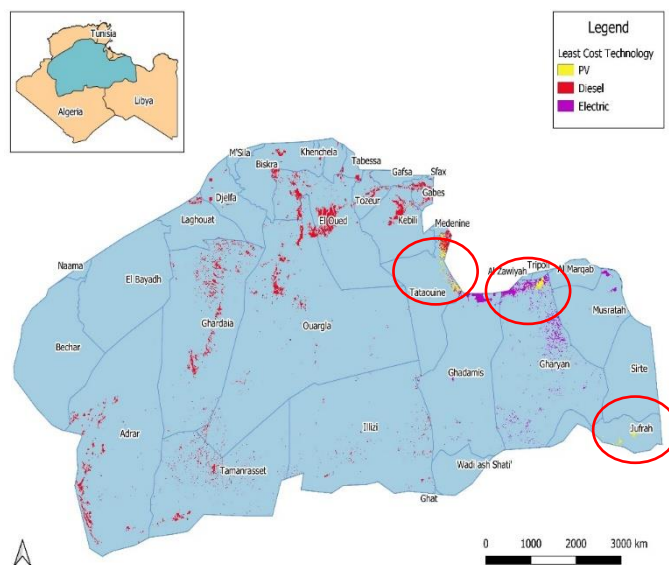 Tunisia
Algeria
Libya
Legend
Least Cost Technology
PV
Diesel
Electric
M'Sila
Khenchela
Tabessa
Biskra
Gafsa
Sfax
Djelfa
Tozeur
Gabes
Laghouat
El Oued
Kebili
Medenine
Naama
El Bayadh
Tataouine
Al Zawiyah
Tripoli
Al Marqab
Ghardaia
Ouargla
Musratah
Bechar
Ghadamis
Gharyan
Sirte
Adrar
Illizi
Jufrah
Tamanrasset
Wadi ash Shati'
Ghat
0 1000 2000 3000 km